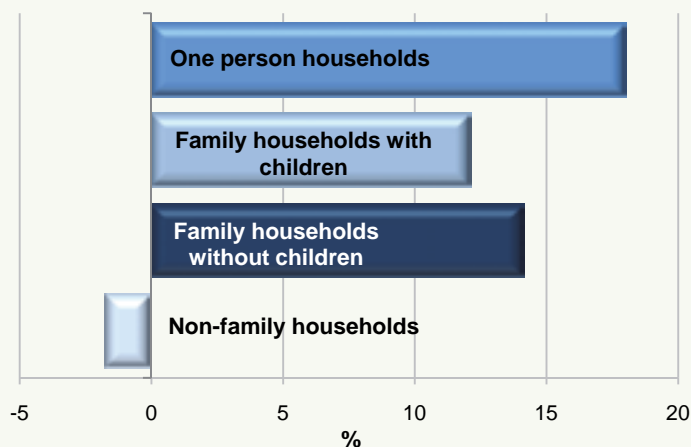 One person households
Family households with
children
Family households
without children
Non-family households
-5 0 5 10 15 20
%